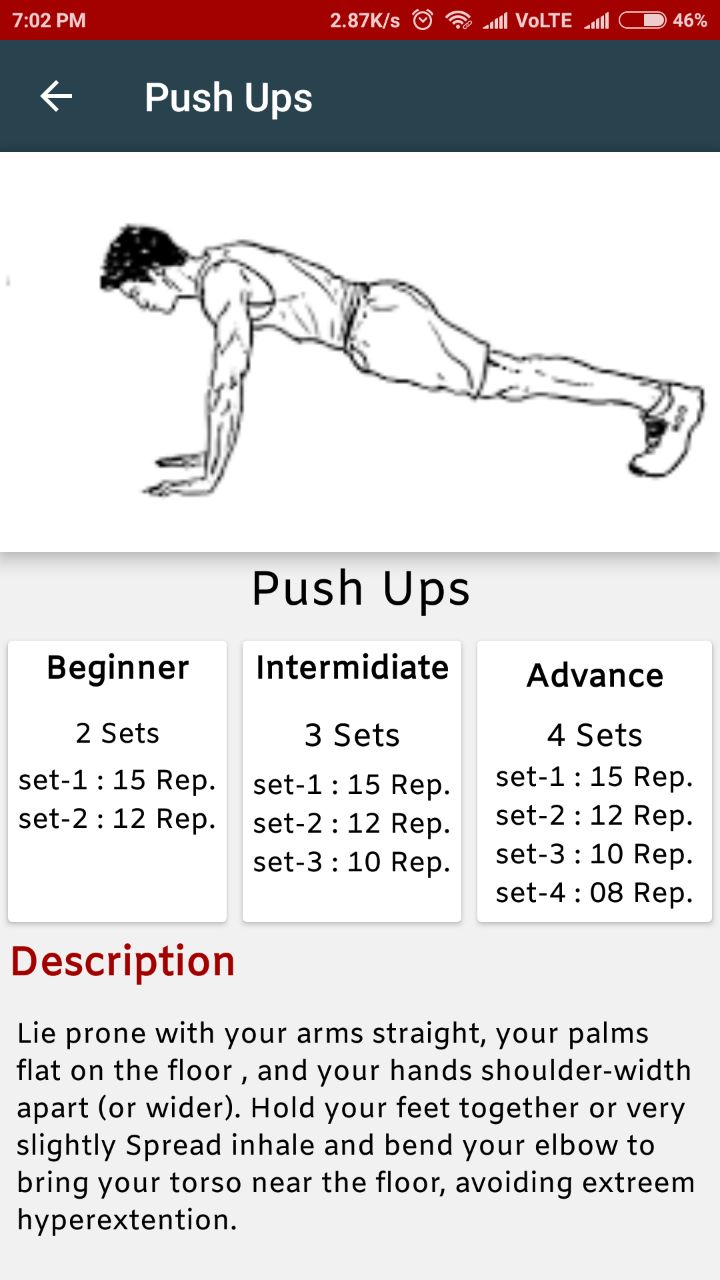 7:02 PM 2.87K/s VoLTE 46%
Push Ups
Push Ups
Beginner
2 Sets
set-1 : 15 Rep.
set-2 : 12 Rep.
Intermidiate
3 Sets
set-1 : 15 Rep.
set-2 : 12 Rep.
set-3 : 10 Rep.
Advance
4 Sets
set-1 : 15 Rep.
set-2 : 12 Rep.
set-3 : 10 Rep.
set-4 : 08 Rep.
Description
Lie prone with your arms straight, your palms
flat on the floor , and your hands shoulder-width
apart (or wider). Hold your feet together or very
slightly Spread inhale and bend your elbow to
bring your torso near the floor, avoiding extreem
hyperextention.